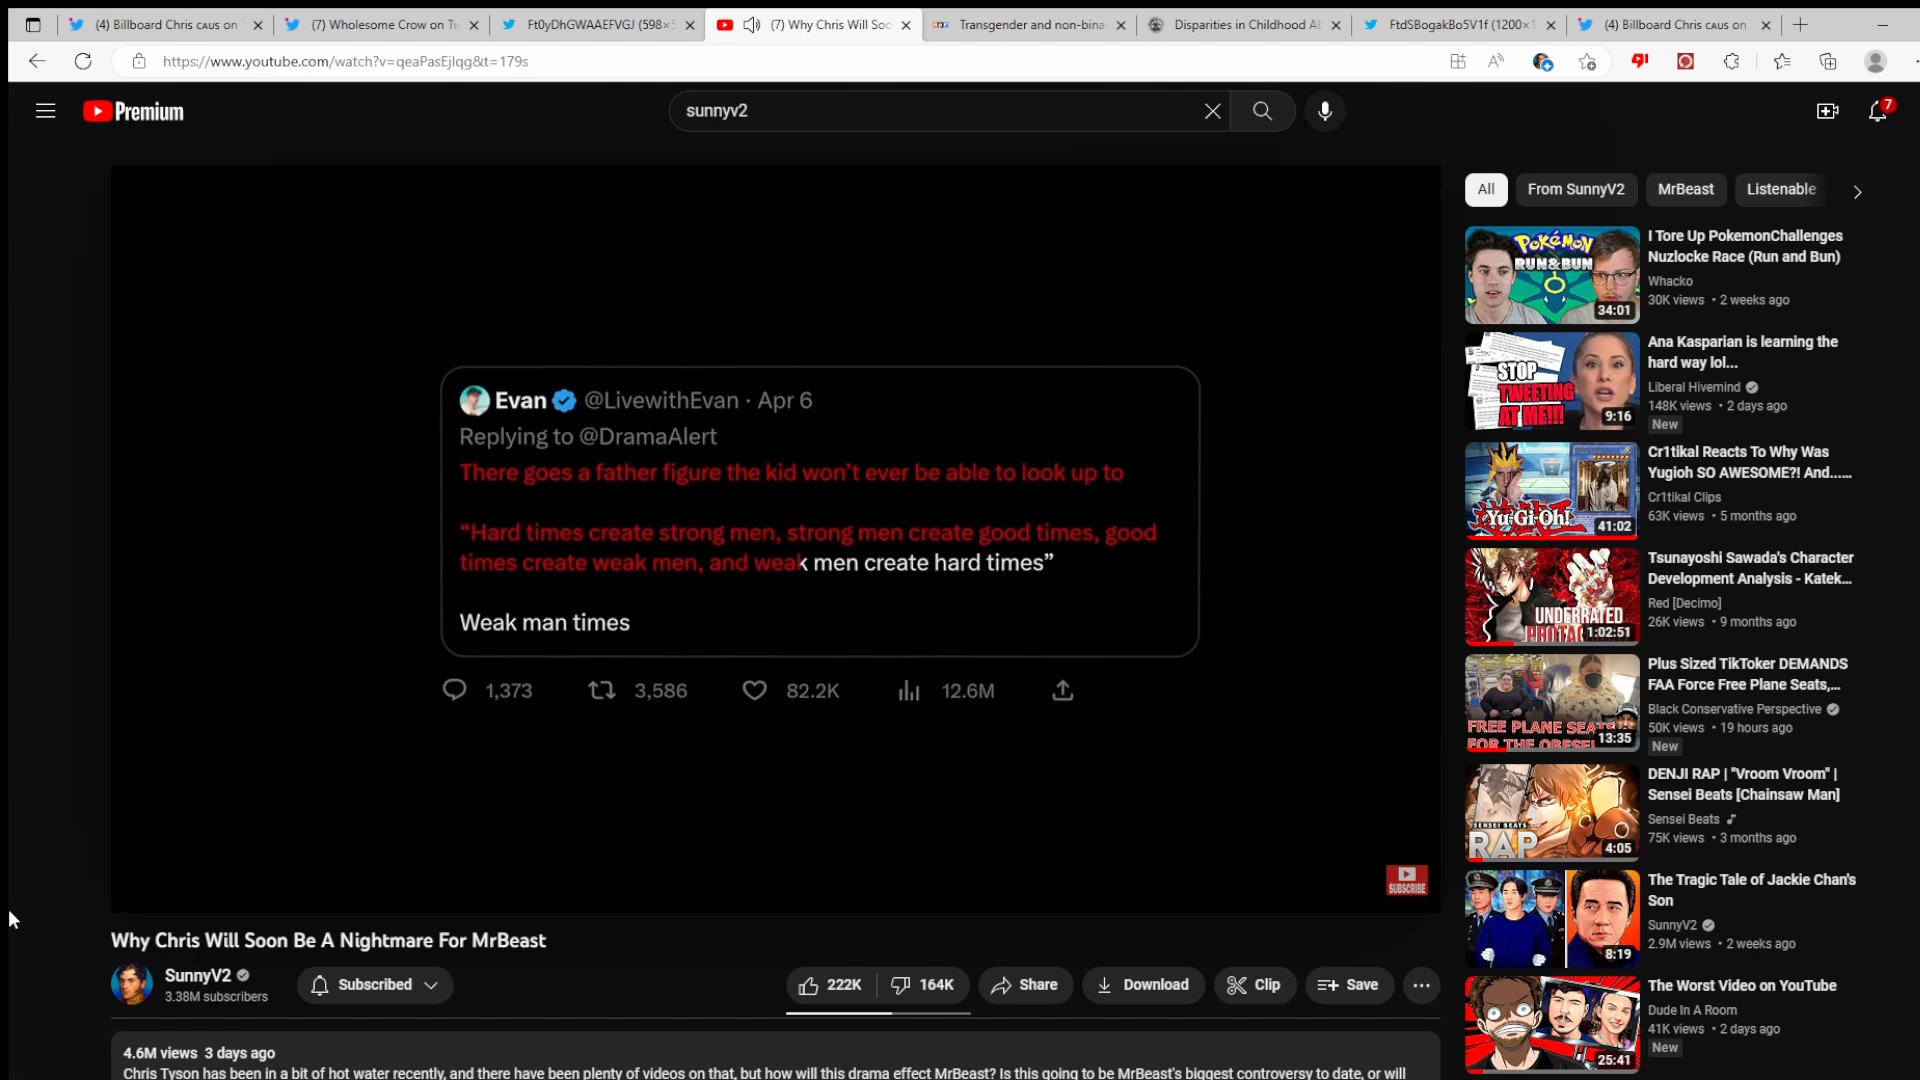 (4) Billboard Chris ᴄᴀᴜs on T
(7) Wholesome Crow on Tw
Ft0yDhGWAAEFVGJ (598×5
(7) Why Chris Will Soo
Transgender and non-bina
Disparities in Childhood Ab
FtdSBogakBo5V1f (1200×1
(4) Billboard Chris ᴄᴀᴜs on
https://www.youtube.com/watch?v=qeaPasEjlqg&t=179s
Premium
sunnyv2
7
Evan @LivewithEvan · Apr 6
Replying to @DramaAlert
There goes a father figure the kid won’t ever be able to look up to
“Hard times create strong men, strong men create good times, good
times create weak men, and weak men create hard times”
Weak man times
1,373
3,586
82.2K
12.6M
SUBSCRIBE
Why Chris Will Soon Be A Nightmare For MrBeast
SunnyV2
3.38M subscribers
Subscribed
222K
164K
Share
Download
Clip
Save
4.6M views 3 days ago
Chris Tyson has been in a bit of hot water recently, and there have been plenty of videos on that, but how will this drama effect MrBeast? Is this going to be MrBeast's biggest controversy to date, or will
All
From SunnyV2
MrBeast
Listenable
POKÉMON
RUN&BUN
34:01
I Tore Up PokemonChallenges
Nuzlocke Race (Run and Bun)
Whacko
30K views • 2 weeks ago
STOP
TWEETING
AT ME!!!
9:16
Ana Kasparian is learning the
hard way lol...
Liberal Hivemind
148K views • 2 days ago
New
Yu-Gi-Oh!
41:02
Cr1tikal Reacts To Why Was
Yugioh SO AWESOME?! And......
Cr1tikal Clips
63K views • 5 months ago
UNDERRATED
1:02:51
Tsunayoshi Sawada's Character
Development Analysis - Katek...
Red [Decimo]
26K views • 9 months ago
FREE PLANE SEATS
FOR THE OBESE!
13:35
Plus Sized TikToker DEMANDS
FAA Force Free Plane Seats,...
Black Conservative Perspective
50K views • 19 hours ago
New
SENSEI BEATS
RAP
4:05
DENJI RAP | "Vroom Vroom" |
Sensei Beats [Chainsaw Man]
Sensei Beats
75K views • 3 months ago
8:19
The Tragic Tale of Jackie Chan's
Son
SunnyV2
2.9M views • 2 weeks ago
25:41
The Worst Video on YouTube
Dude In A Room
41K views • 2 days ago
New